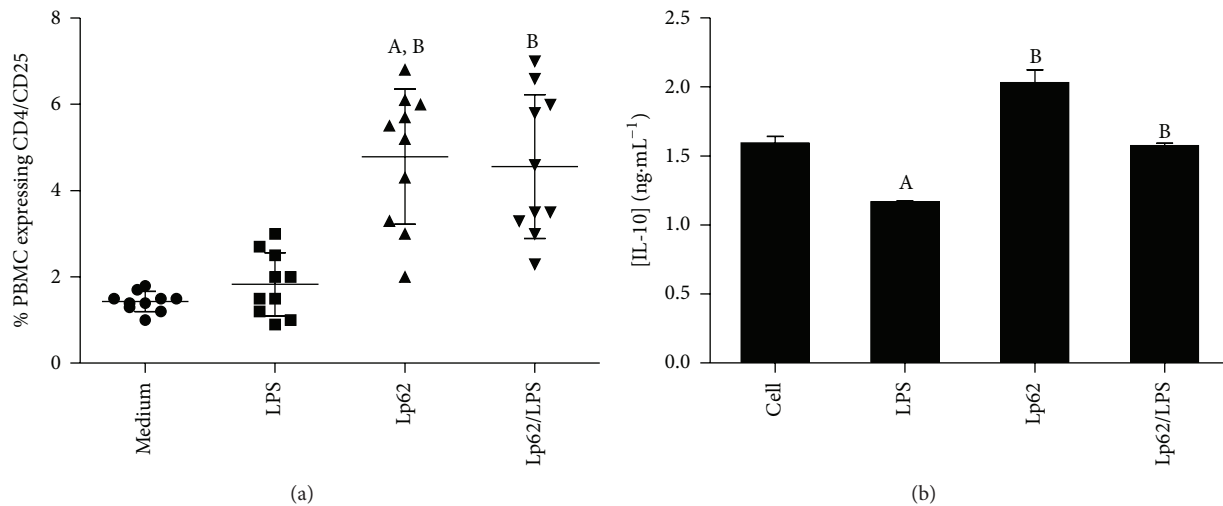 % PBMC expressing CD4/CD25
8
6
4
2
0
A, B
B
Medium
LPS
Lp62
Lp62/LPS
(a)
[IL-10] (ng·mL⁻¹)
2.5
2.0
1.5
1.0
0.5
0.0
A
B
B
Cell
LPS
Lp62
Lp62/LPS
(b)